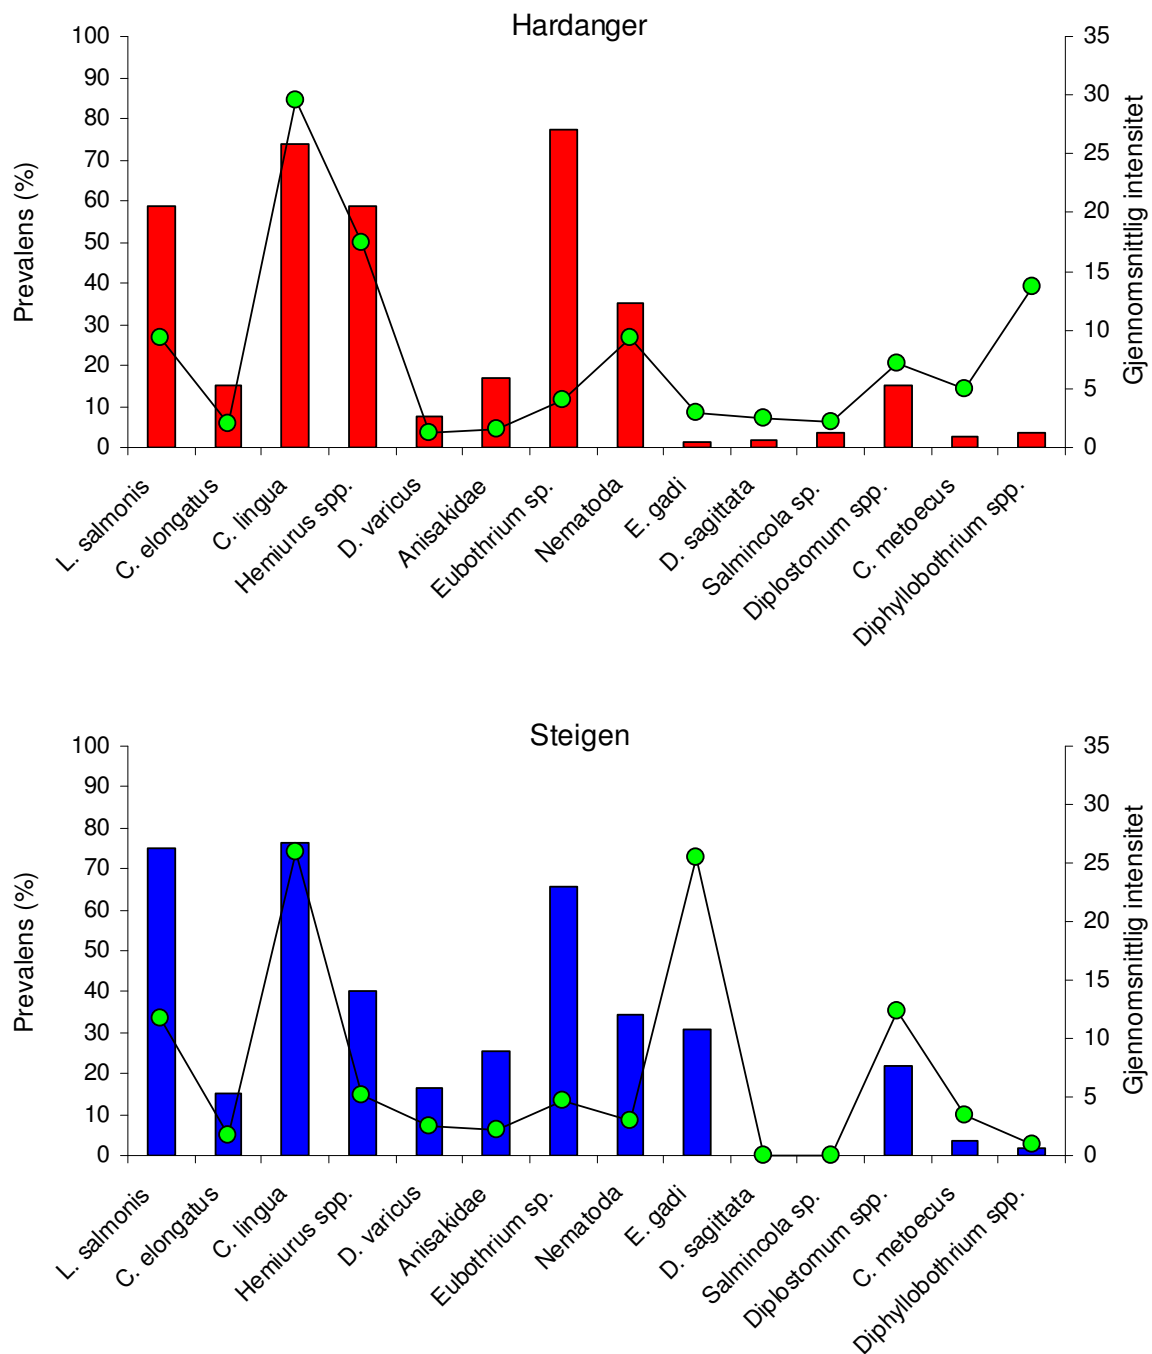 Hardanger
100
90
80
70
60
50
40
30
20
10
0
Prevalens (%)
35
30
25
20
15
10
5
0
Gjennomsnittlig intensitet
L. salmonis
C. elongatus
C. lingua
Hemiurus spp.
D. varicus
Anisakidae
Eubothrium sp.
Nematoda
E. gadi
D. sagittata
Salmincola sp.
Diplostomum spp.
C. metoecus
Diphyllobothrium spp.
Steigen
100
90
80
70
60
50
40
30
20
10
0
Prevalens (%)
35
30
25
20
15
10
5
0
Gjennomsnittlig intensitet
L. salmonis
C. elongatus
C. lingua
Hemiurus spp.
D. varicus
Anisakidae
Eubothrium sp.
Nematoda
E. gadi
D. sagittata
Salmincola sp.
Diplostomum spp.
C. metoecus
Diphyllobothrium spp.